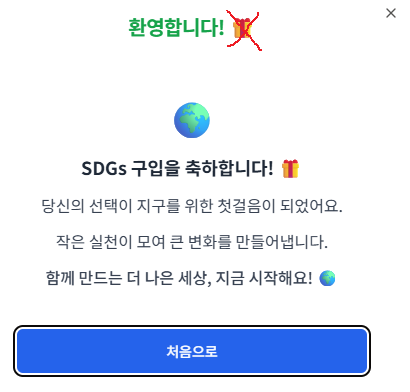 환영합니다! 🎁
SDGs 구입을 축하합니다! 🎁
당신의 선택이 지구를 위한 첫걸음이 되었어요.
작은 실천이 모여 큰 변화를 만들어냅니다.
함께 만드는 더 나은 세상, 지금 시작해요! 🌍
처음으로